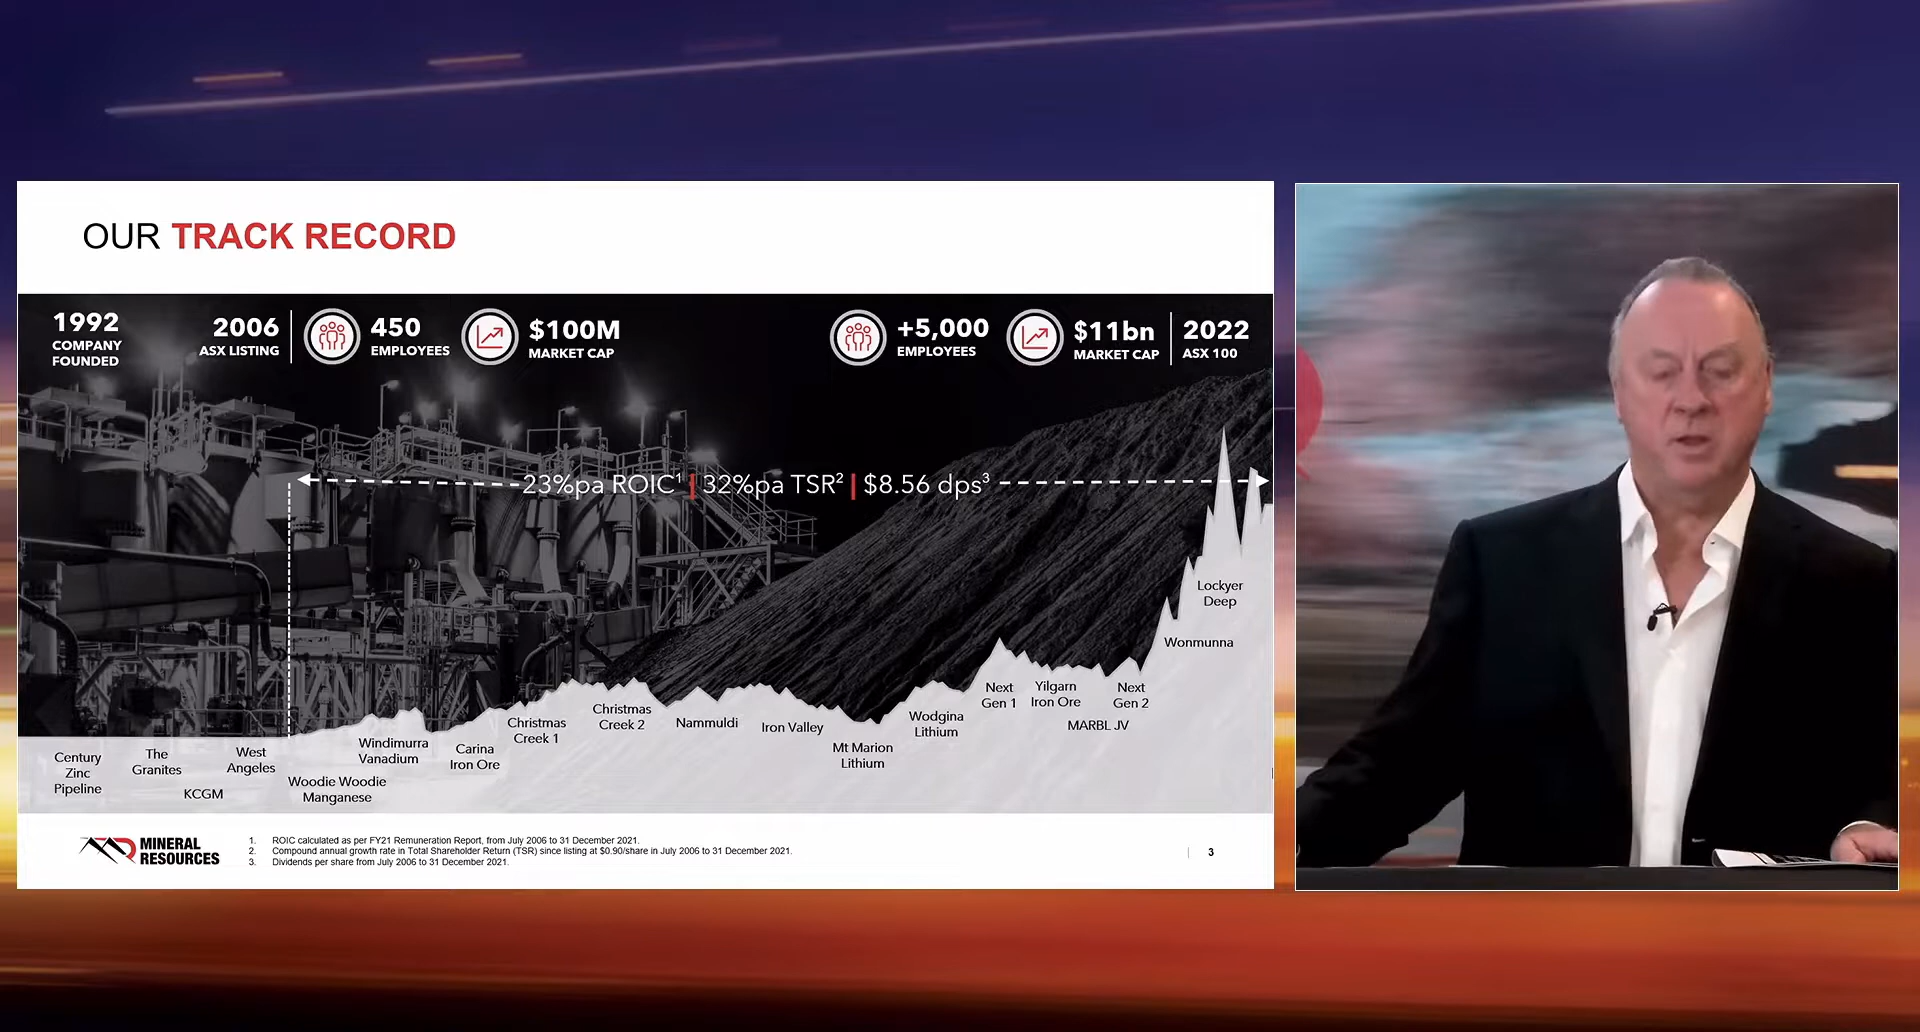 OUR TRACK RECORD
1992
COMPANY
FOUNDED
2006
ASX LISTING
450
EMPLOYEES
$100M
MARKET CAP
+5,000
EMPLOYEES
$11bn
MARKET CAP
2022
ASX 100
23%pa ROIC¹ | 32%pa TSR² | $8.56 dps³
Century
Zinc
Pipeline
The
Granites
KCGM
West
Angeles
Woodie Woodie
Manganese
Windimurra
Vanadium
Carina
Iron Ore
Christmas
Creek 1
Christmas
Creek 2
Nammuldi
Iron Valley
Mt Marion
Lithium
Wodgina
Lithium
Next
Gen 1
Yilgarn
Iron Ore
MARBL JV
Next
Gen 2
Wonmunna
Lockyer
Deep
MINERAL
RESOURCES
1. ROIC calculated as per FY21 Remuneration Report, from July 2006 to 31 December 2021.
2. Compound annual growth rate in Total Shareholder Return (TSR) since listing at $0.90/share in July 2006 to 31 December 2021.
3. Dividends per share from July 2006 to 31 December 2021.
| 3